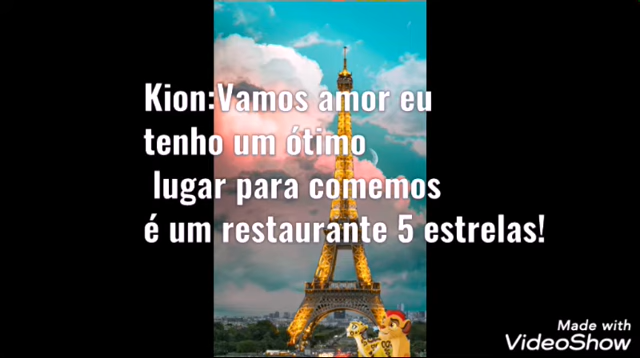 Kion:Vamos amor eu
tenho um ótimo
lugar para comemos
é um restaurante 5 estrelas!
Made with
VideoShow